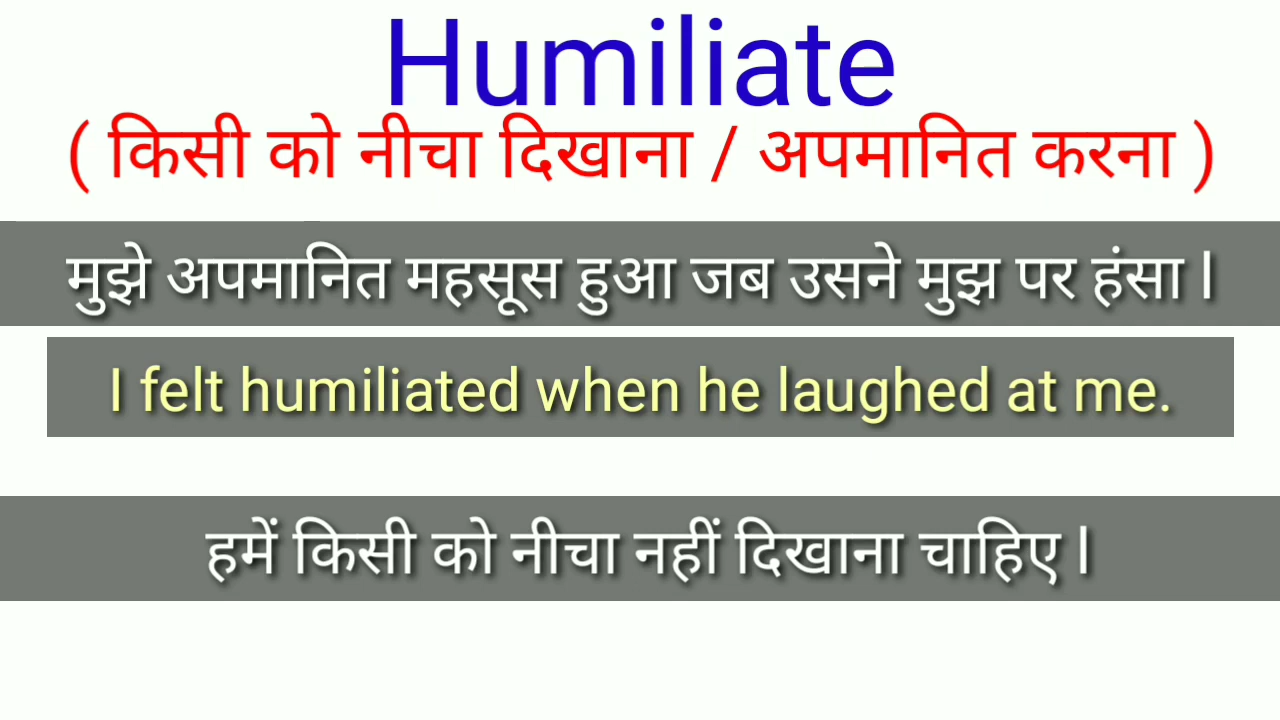 Humiliate
( किसी को नीचा दिखाना / अपमानित करना )
मुझे अपमानित महसूस हुआ जब उसने मुझ पर हंसा l
I felt humiliated when he laughed at me.
हमें किसी को नीचा नहीं दिखाना चाहिए l